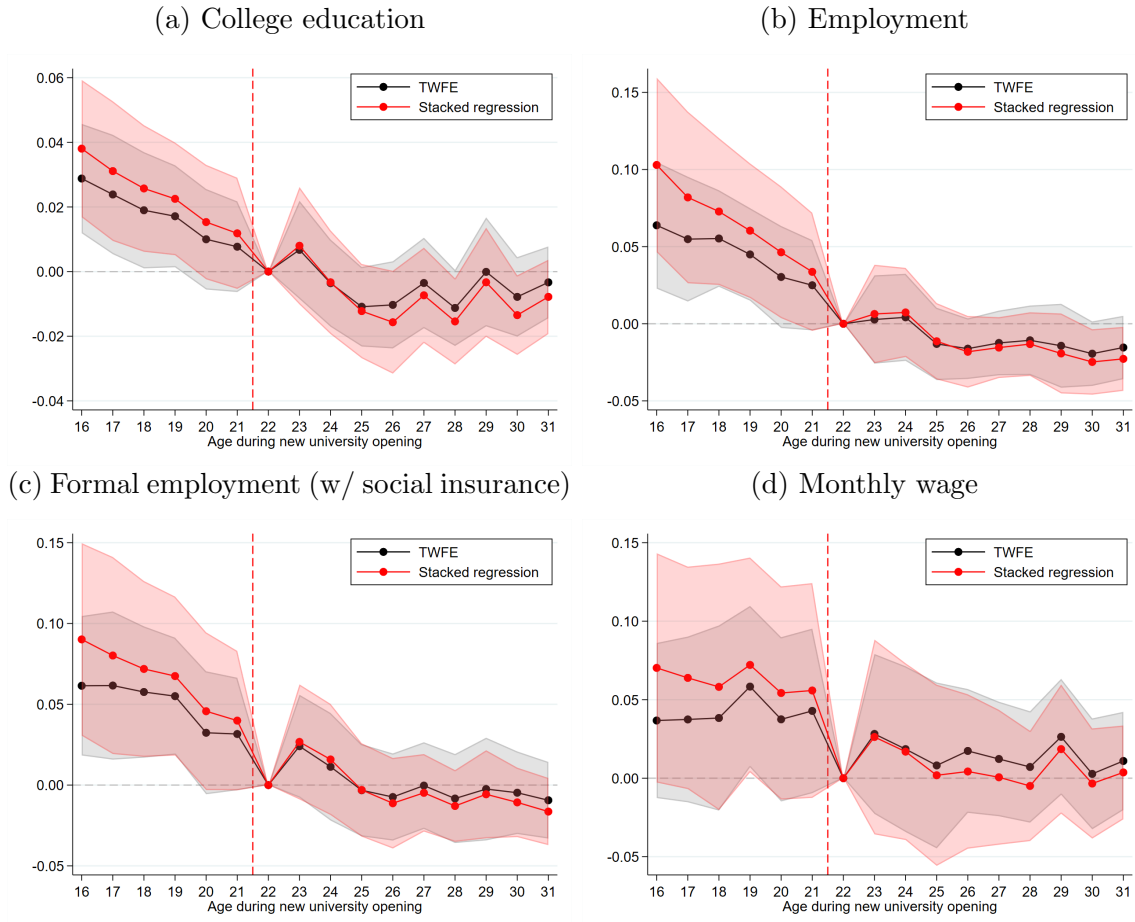 (a) College education
TWFE
Stacked regression
0.06
0.04
0.02
0.00
-0.02
-0.04
16 17 18 19 20 21 22 23 24 25 26 27 28 29 30 31
Age during new university opening
(b) Employment
TWFE
Stacked regression
0.15
0.10
0.05
0.00
-0.05
16 17 18 19 20 21 22 23 24 25 26 27 28 29 30 31
Age during new university opening
(c) Formal employment (w/ social insurance)
TWFE
Stacked regression
0.15
0.10
0.05
0.00
-0.05
16 17 18 19 20 21 22 23 24 25 26 27 28 29 30 31
Age during new university opening
(d) Monthly wage
TWFE
Stacked regression
0.15
0.10
0.05
0.00
-0.05
16 17 18 19 20 21 22 23 24 25 26 27 28 29 30 31
Age during new university opening